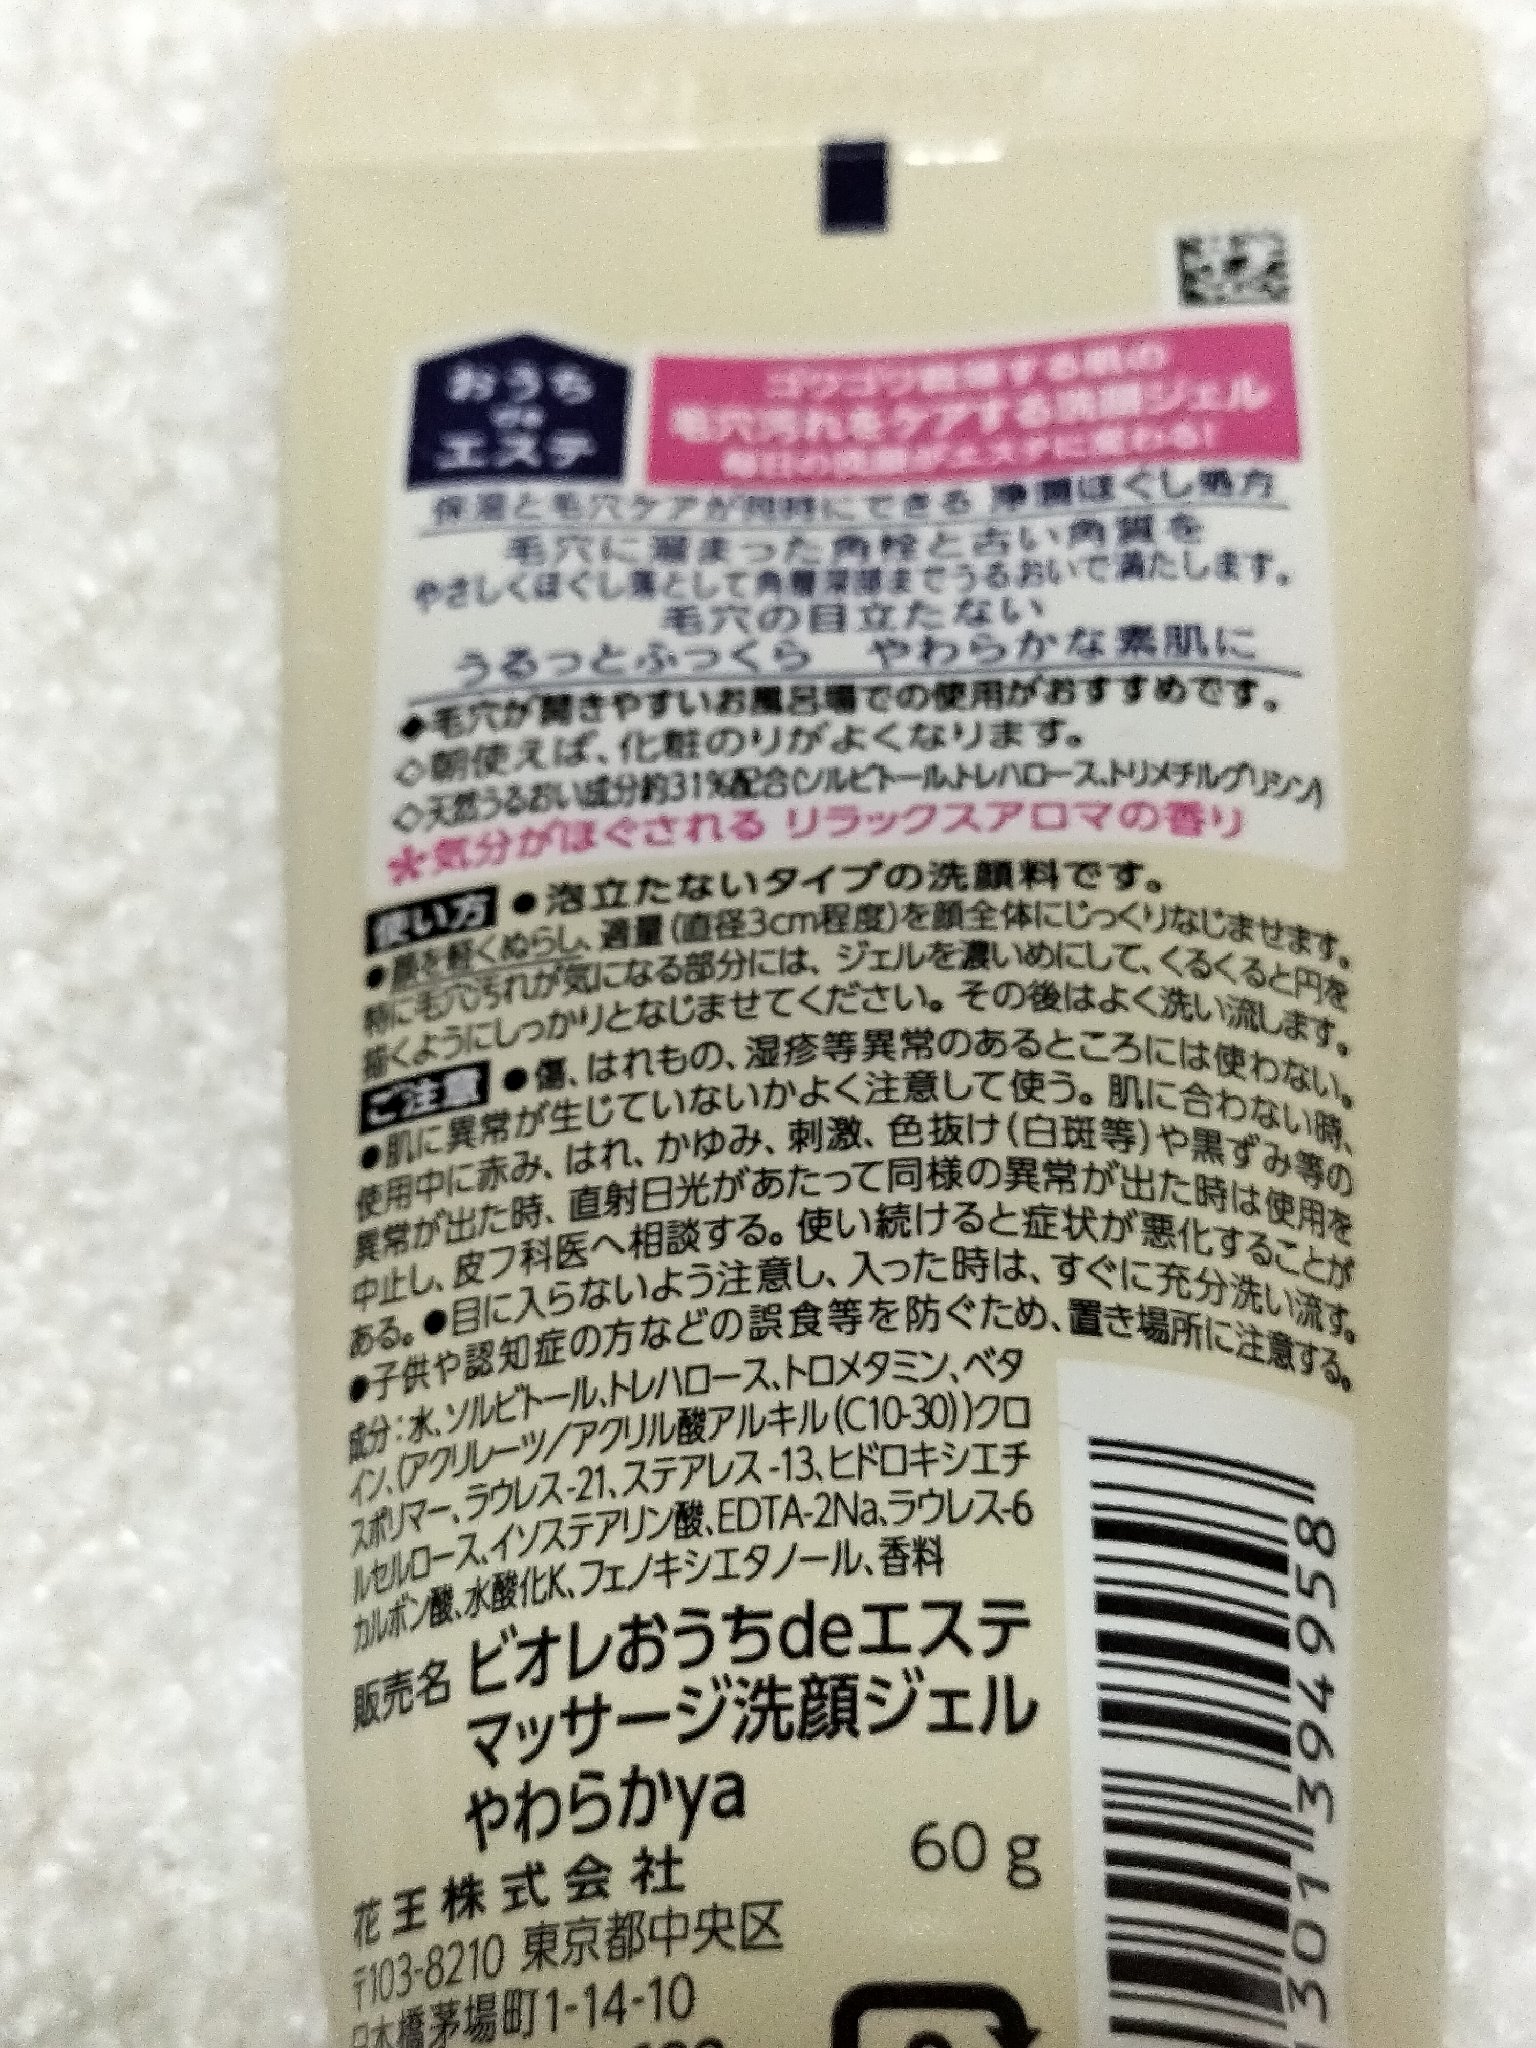 おうち
de
エステ
ゴワゴワ乾燥する肌の
毛穴汚れをケアする洗顔ジェル
毎日の洗顔がエステに変わる!
保湿と毛穴ケアが同時にできる 浄潤ほぐし処方
毛穴に溜まった角栓と古い角質を
やさしくほぐし落として角層深部までうるおいで満たします。
毛穴の目立たない
うるっとふっくら やわらかな素肌に
◆毛穴が開きやすいお風呂場での使用がおすすめです。
◇朝使えば、化粧のりがよくなります。
◇天然うるおい成分約31%配合(ソルビトール、トレハロース、トリメチルグリシン)
*気分がほぐされる リラックスアロマの香り
使い方 ●泡立たないタイプの洗顔料です。
●顔を軽くぬらし、適量(直径3cm程度)を顔全体にじっくりなじませます。
特に毛穴汚れが気になる部分には、ジェルを濃いめにして、くるくると円を
描くようにしっかりとなじませてください。その後はよく洗い流します。
ご注意 ●傷、はれもの、湿疹等異常のあるところには使わない。
●肌に異常が生じていないかよく注意して使う。肌に合わない時、
使用中に赤み、はれ、かゆみ、刺激、色抜け(白斑等)や黒ずみ等の
異常が出た時、直射日光があたって同様の異常が出た時は使用を
中止し、皮フ科医へ相談する。使い続けると症状が悪化することが
ある。●目に入らないよう注意し、入った時は、すぐに充分洗い流す。
●子供や認知症の方などの誤食等を防ぐため、置き場所に注意する。
成分:水、ソルビトール、トレハロース、トロメタミン、ベタ
イン、(アクリレーツ/アクリル酸アルキル(C10-30))クロ
スポリマー、ラウレス-21、ステアレス-13、ヒドロキシエチ
ルセルロース、イソステアリン酸、EDTA-2Na、ラウレス-6
カルボン酸、水酸化K、フェノキシエタノール、香料
販売名 ビオレおうちdeエステ
マッサージ洗顔ジェル
やわらかya
60 g
花王株式会社
〒103-8210 東京都中央区
日本橋茅場町1-14-10
301 394958